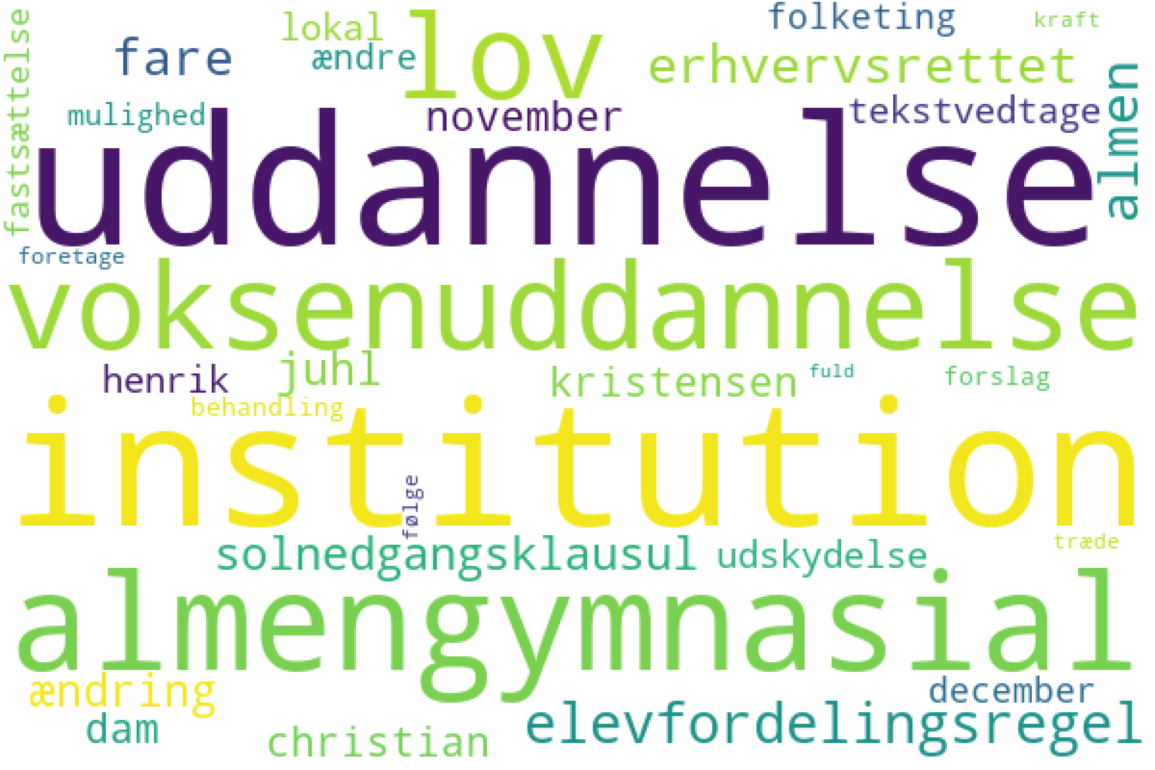 fastsættelse
fare
lokal
ændre
lov
folketing
kraft
erhvervsrettet
almen
mulighed
november
tekstvedtage
uddannelse
foretage
voksenuddannelse
henrik
juhl
kristensen
fuld
forslag
behandling
institution
følge
solnedgangsklausul
udskydelse
træde
almengymnasial
ændring
december
dam
christian
elevfordelingsregel